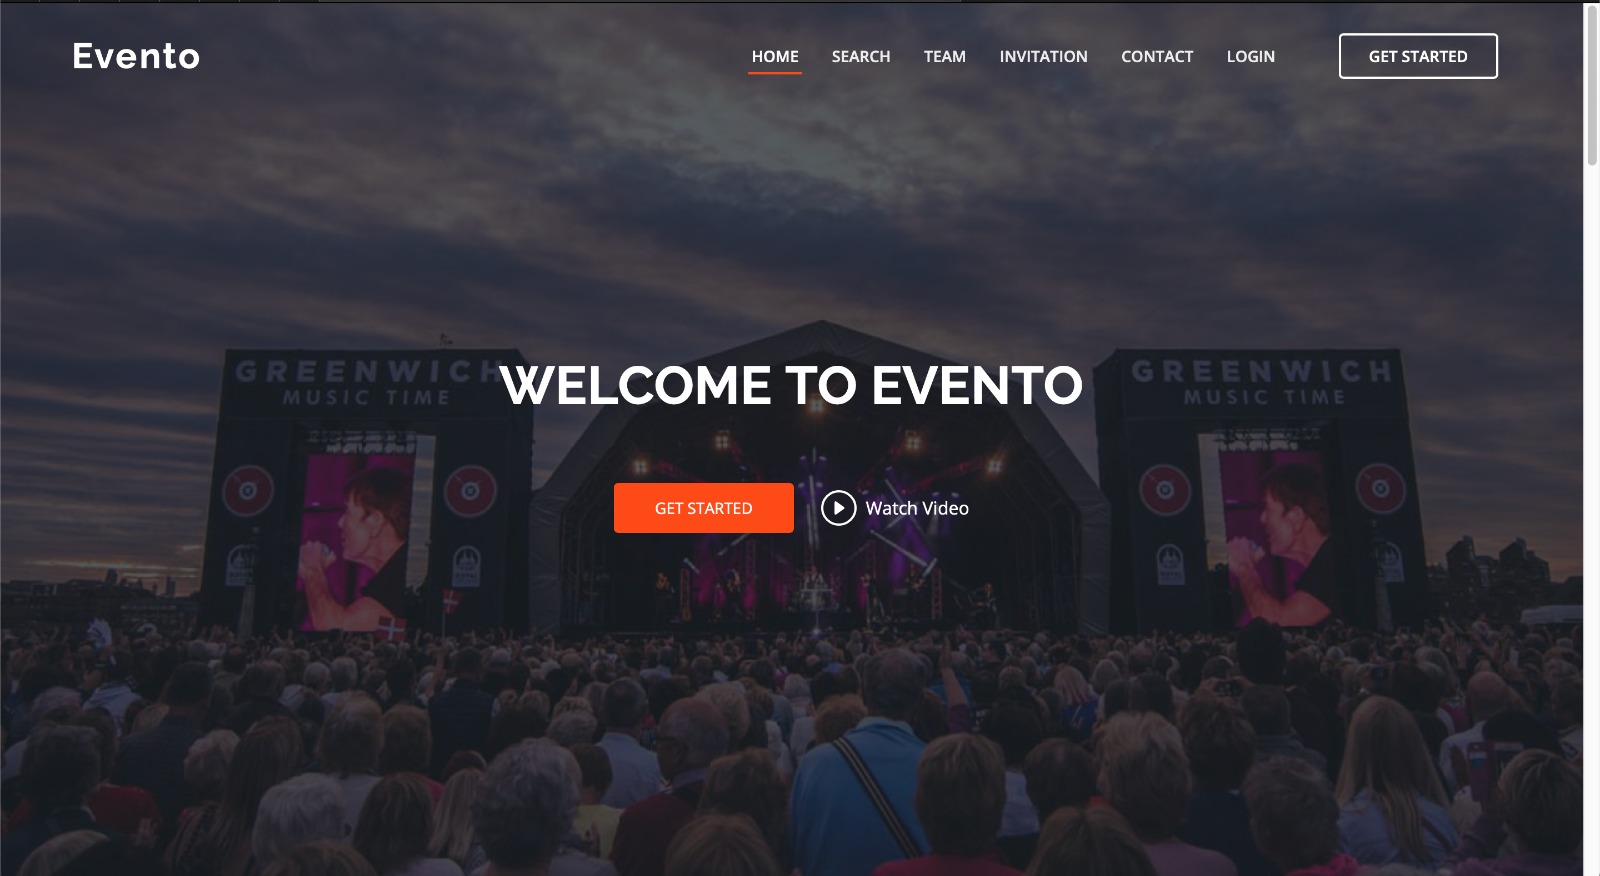 Evento
HOME SEARCH TEAM INVITATION CONTACT LOGIN GET STARTED
GREENWICH
MUSIC TIME
WELCOME TO EVENTO
GREENWICH
MUSIC TIME
GET STARTED
Watch Video